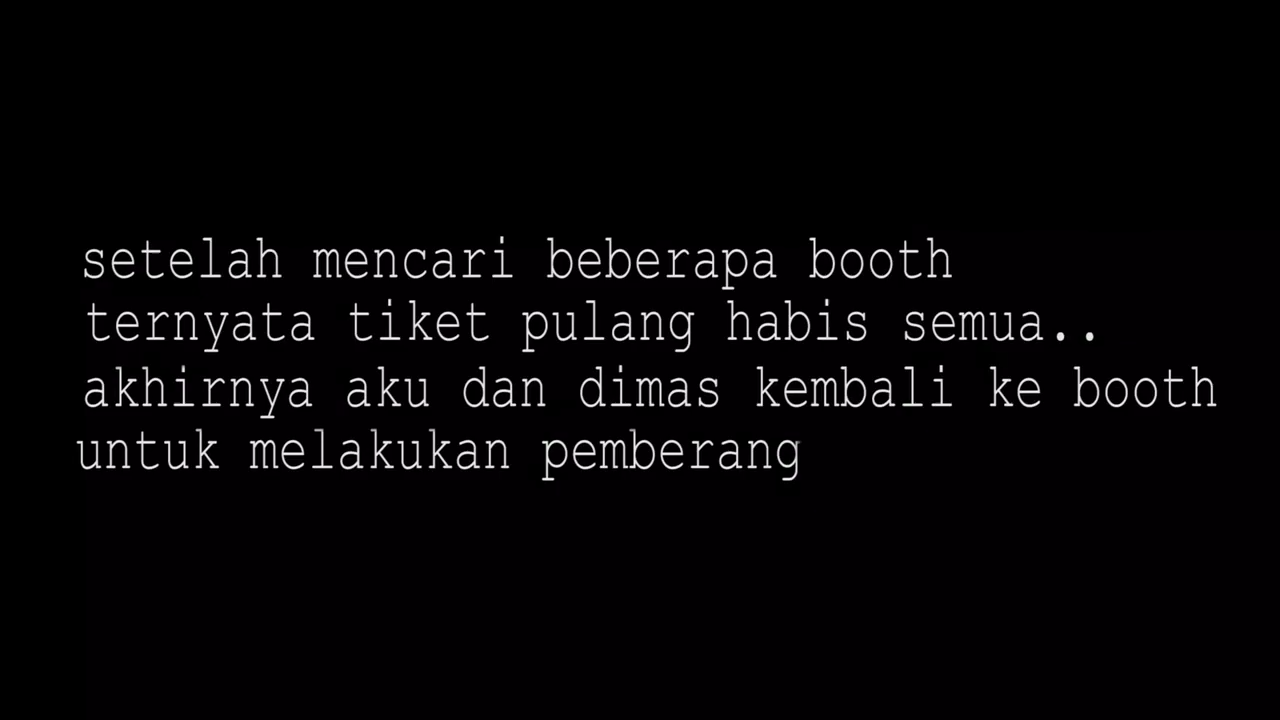 setelah mencari beberapa booth
ternyata tiket pulang habis semua..
akhirnya aku dan dimas kembali ke booth
untuk melakukan pemberang